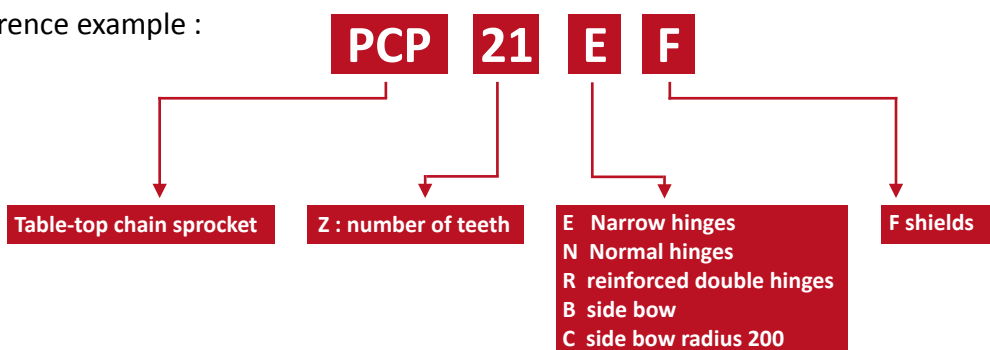 example :
PCP 21 E F
Table-top chain sprocket
Z : number of teeth
E Narrow hinges
N Normal hinges
R reinforced double hinges
B side bow
C side bow radius 200
F shields